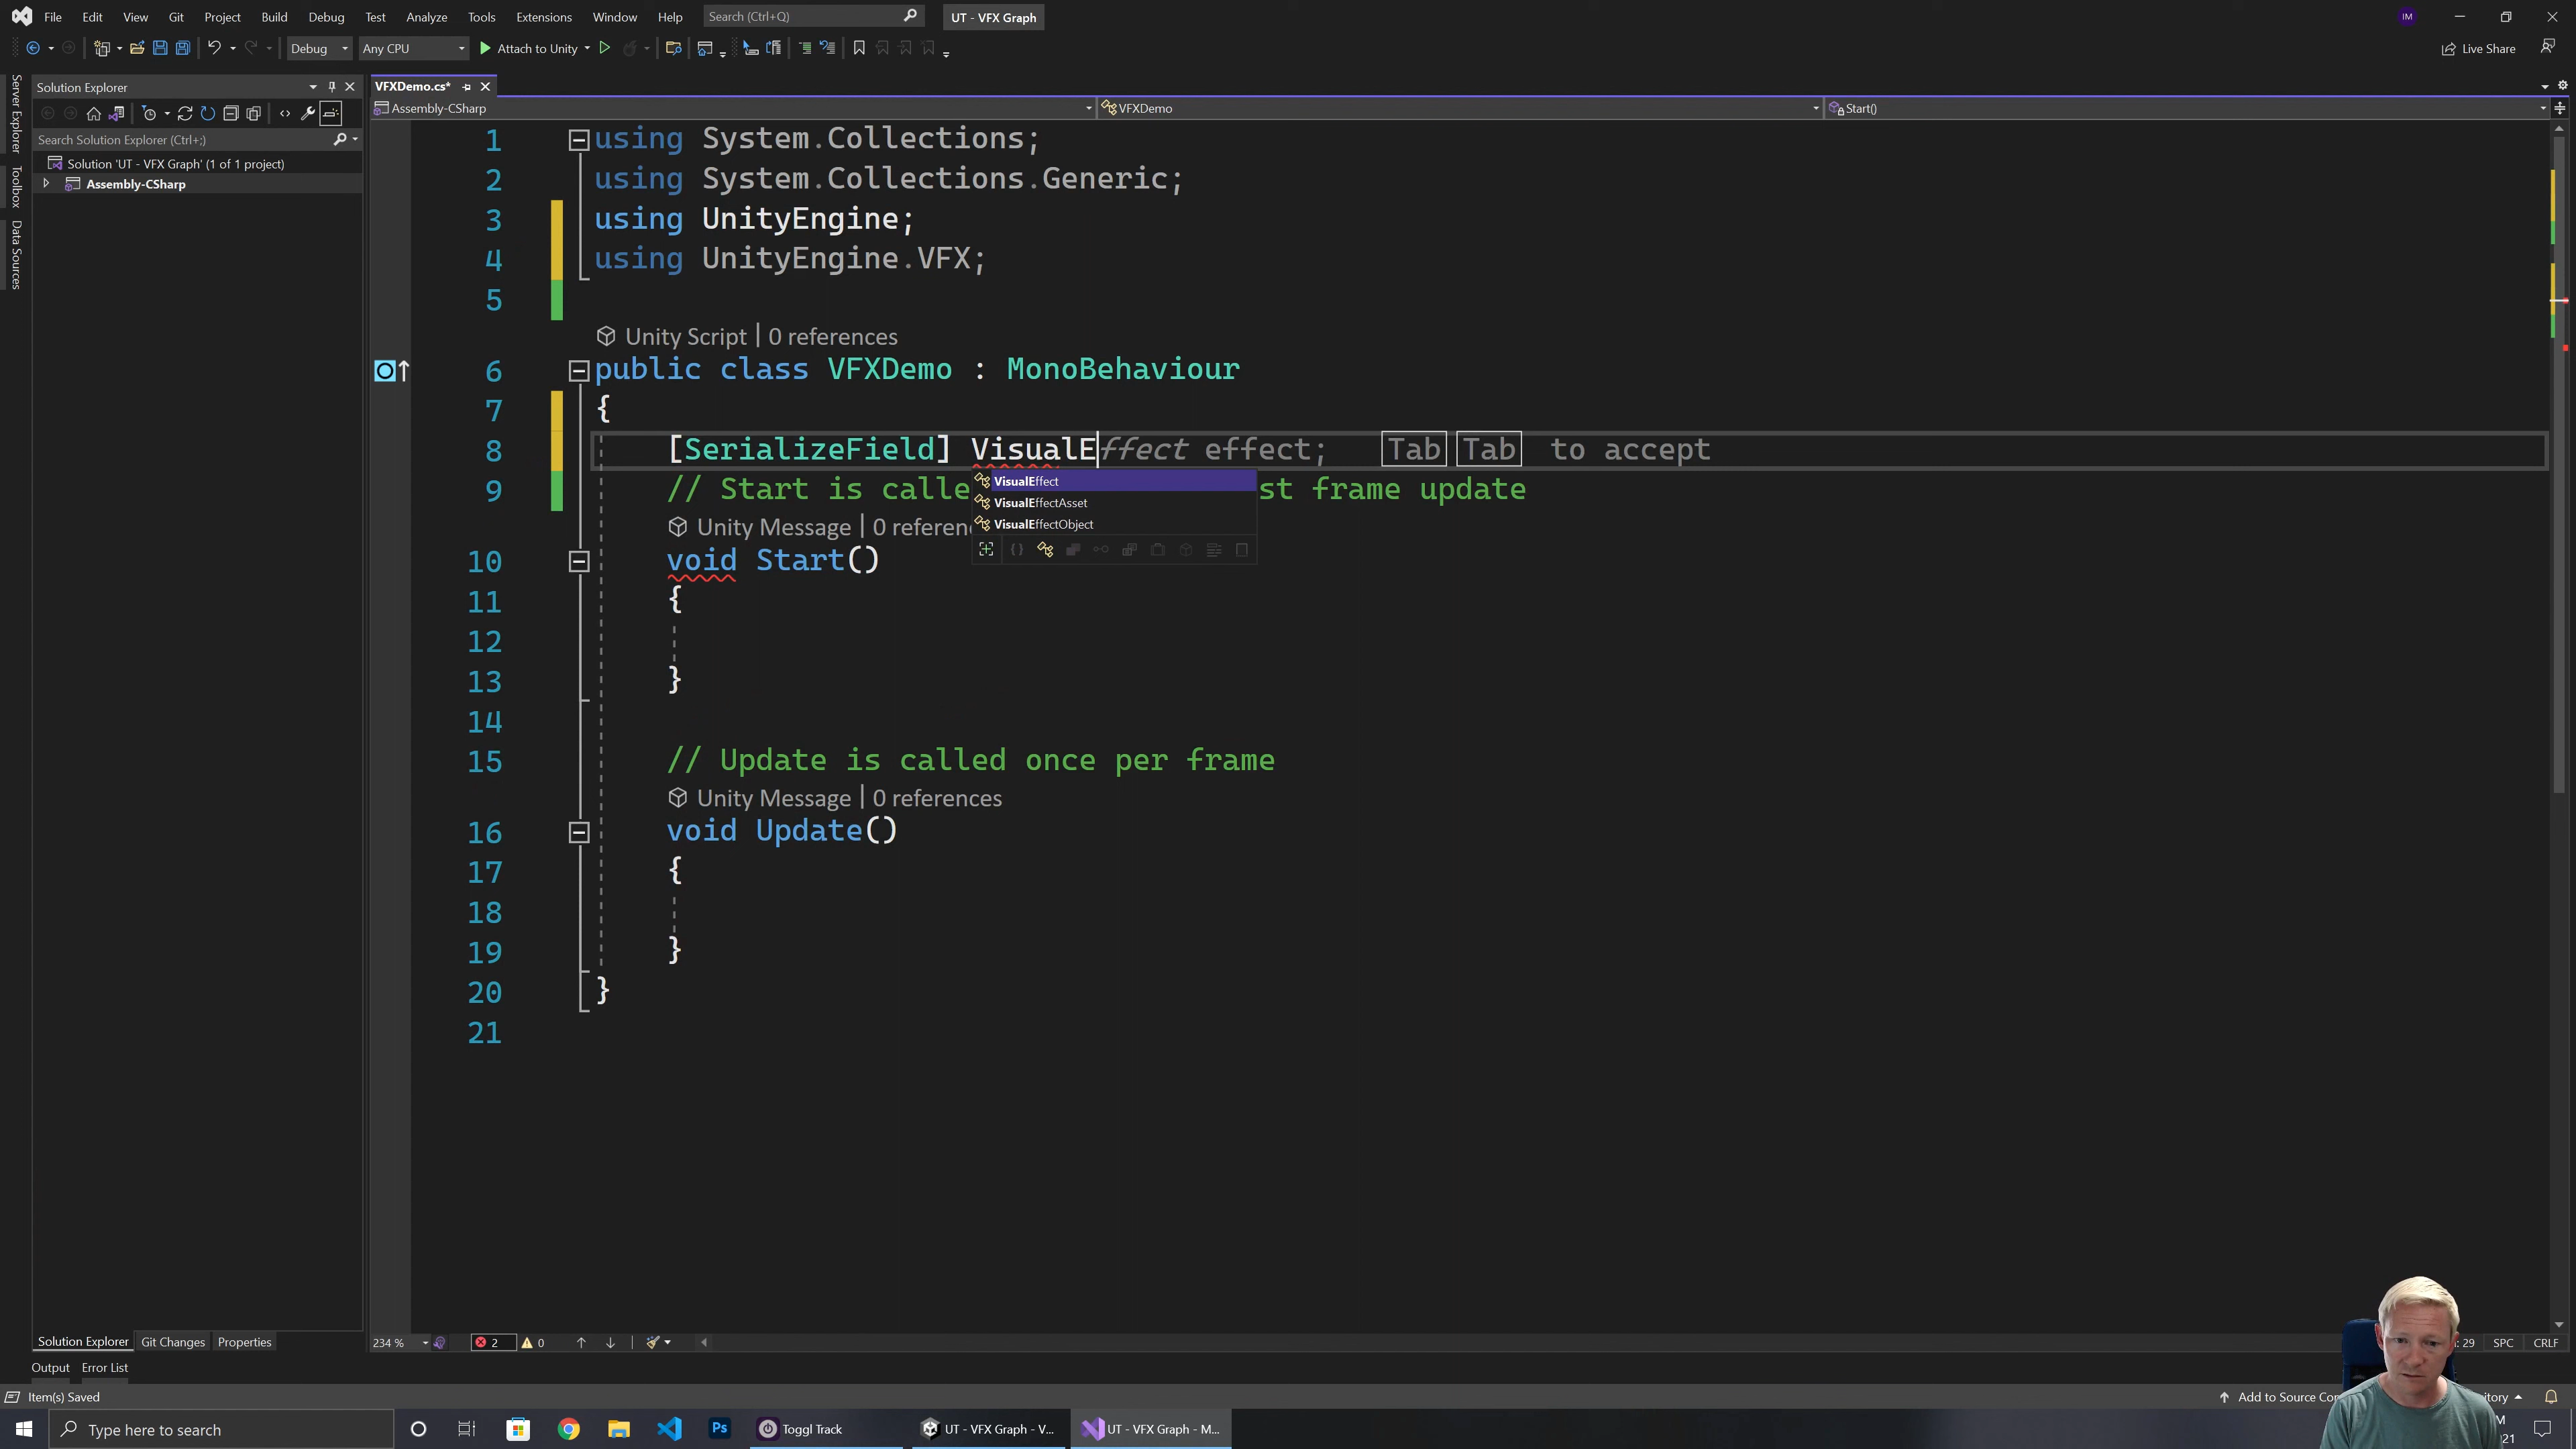 File Edit View Git Project Build Debug Test Analyze Tools Extensions Window Help Search (Ctrl+Q) UT - VFX Graph IM
Debug Any CPU Attach to Unity Live Share
Server Explorer
Toolbox
Data Sources
Solution Explorer
Search Solution Explorer (Ctrl+;)
Solution 'UT - VFX Graph' (1 of 1 project)
Assembly-CSharp
VFXDemo.cs*
Assembly-CSharp VFXDemo Start()
1 using System.Collections;
2 using System.Collections.Generic;
3 using UnityEngine;
4 using UnityEngine.VFX;
5
Unity Script | 0 references
6 public class VFXDemo : MonoBehaviour
7 {
8 [SerializeField] VisualEffect effect; Tab Tab to accept
VisualEffect
VisualEffectAsset
VisualEffectObject
9 // Start is calle st frame update
Unity Message | 0 referen
10 void Start()
11 {
12
13 }
14
15 // Update is called once per frame
Unity Message | 0 references
16 void Update()
17 {
18
19 }
20 }
21
Solution Explorer Git Changes Properties
234 % 2 0 : 29 SPC CRLF
Output Error List
Item(s) Saved Add to Source Con itory
Type here to search Ps Toggl Track UT - VFX Graph - V... UT - VFX Graph - M... M
21